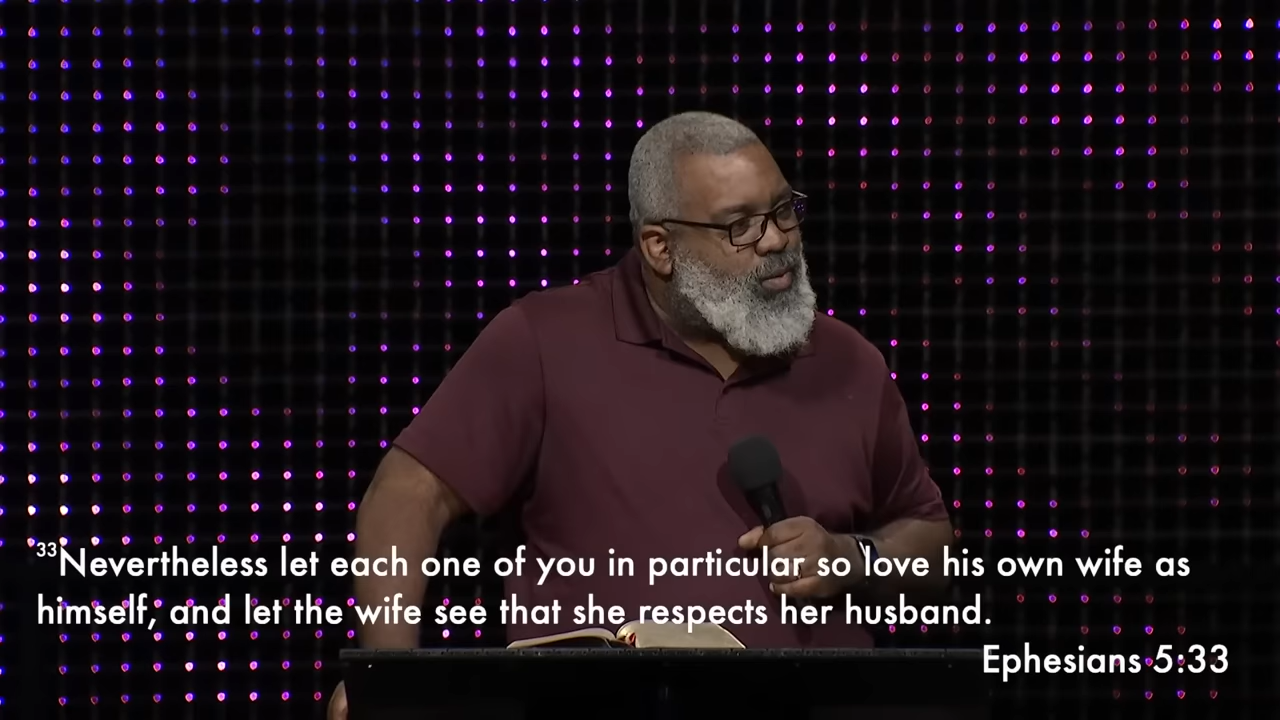 33Nevertheless let each one of you in particular so love his own wife as
himself, and let the wife see that she respects her husband.
Ephesians 5:33